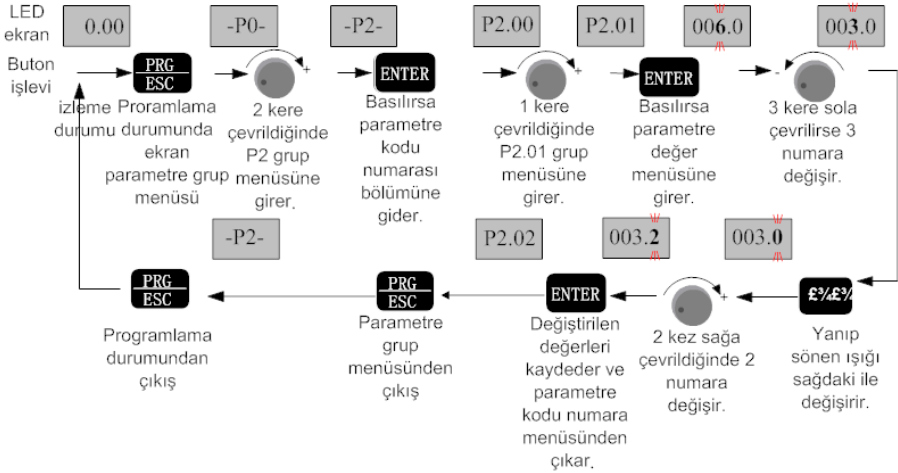 LED
ekran
0.00
-P0-
-P2-
P2.00
P2.01
006.0
003.0
Buton
işlevi
PRG
ESC
ENTER
ENTER
izleme
durumu
Proramlama
durumunda
ekran
parametre grup
menüsü
2 kere
çevrildiğinde
P2 grup
menüsüne
girer.
Basılırsa
parametre
kodu
numarası
bölümüne
gider.
1 kere
çevrildiğinde
P2.01 grup
menüsüne
girer.
Basılırsa
parametre
değer
menüsüne
girer.
3 kere sola
çevrilirse 3
numara
değişir.
-P2-
P2.02
003.2
003.0
PRG
ESC
PRG
ESC
ENTER
£¾£¾
Programlama
durumundan
çıkış
Parametre
grup
menüsünden
çıkış
Değiştirilen
değerleri
kaydeder ve
parametre
kodu numara
menüsünden
çıkar.
2 kez sağa
çevrildiğinde 2
numara
değişir.
Yanıp
sönen ışığı
sağdaki ile
değişirir.